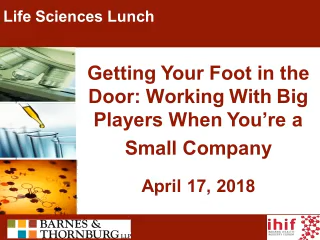 Life Sciences Lunch
Getting Your Foot in the
Door: Working With Big
Players When You’re a
Small Company
April 17, 2018
BARNES &
THORNBURG LLP
ihif